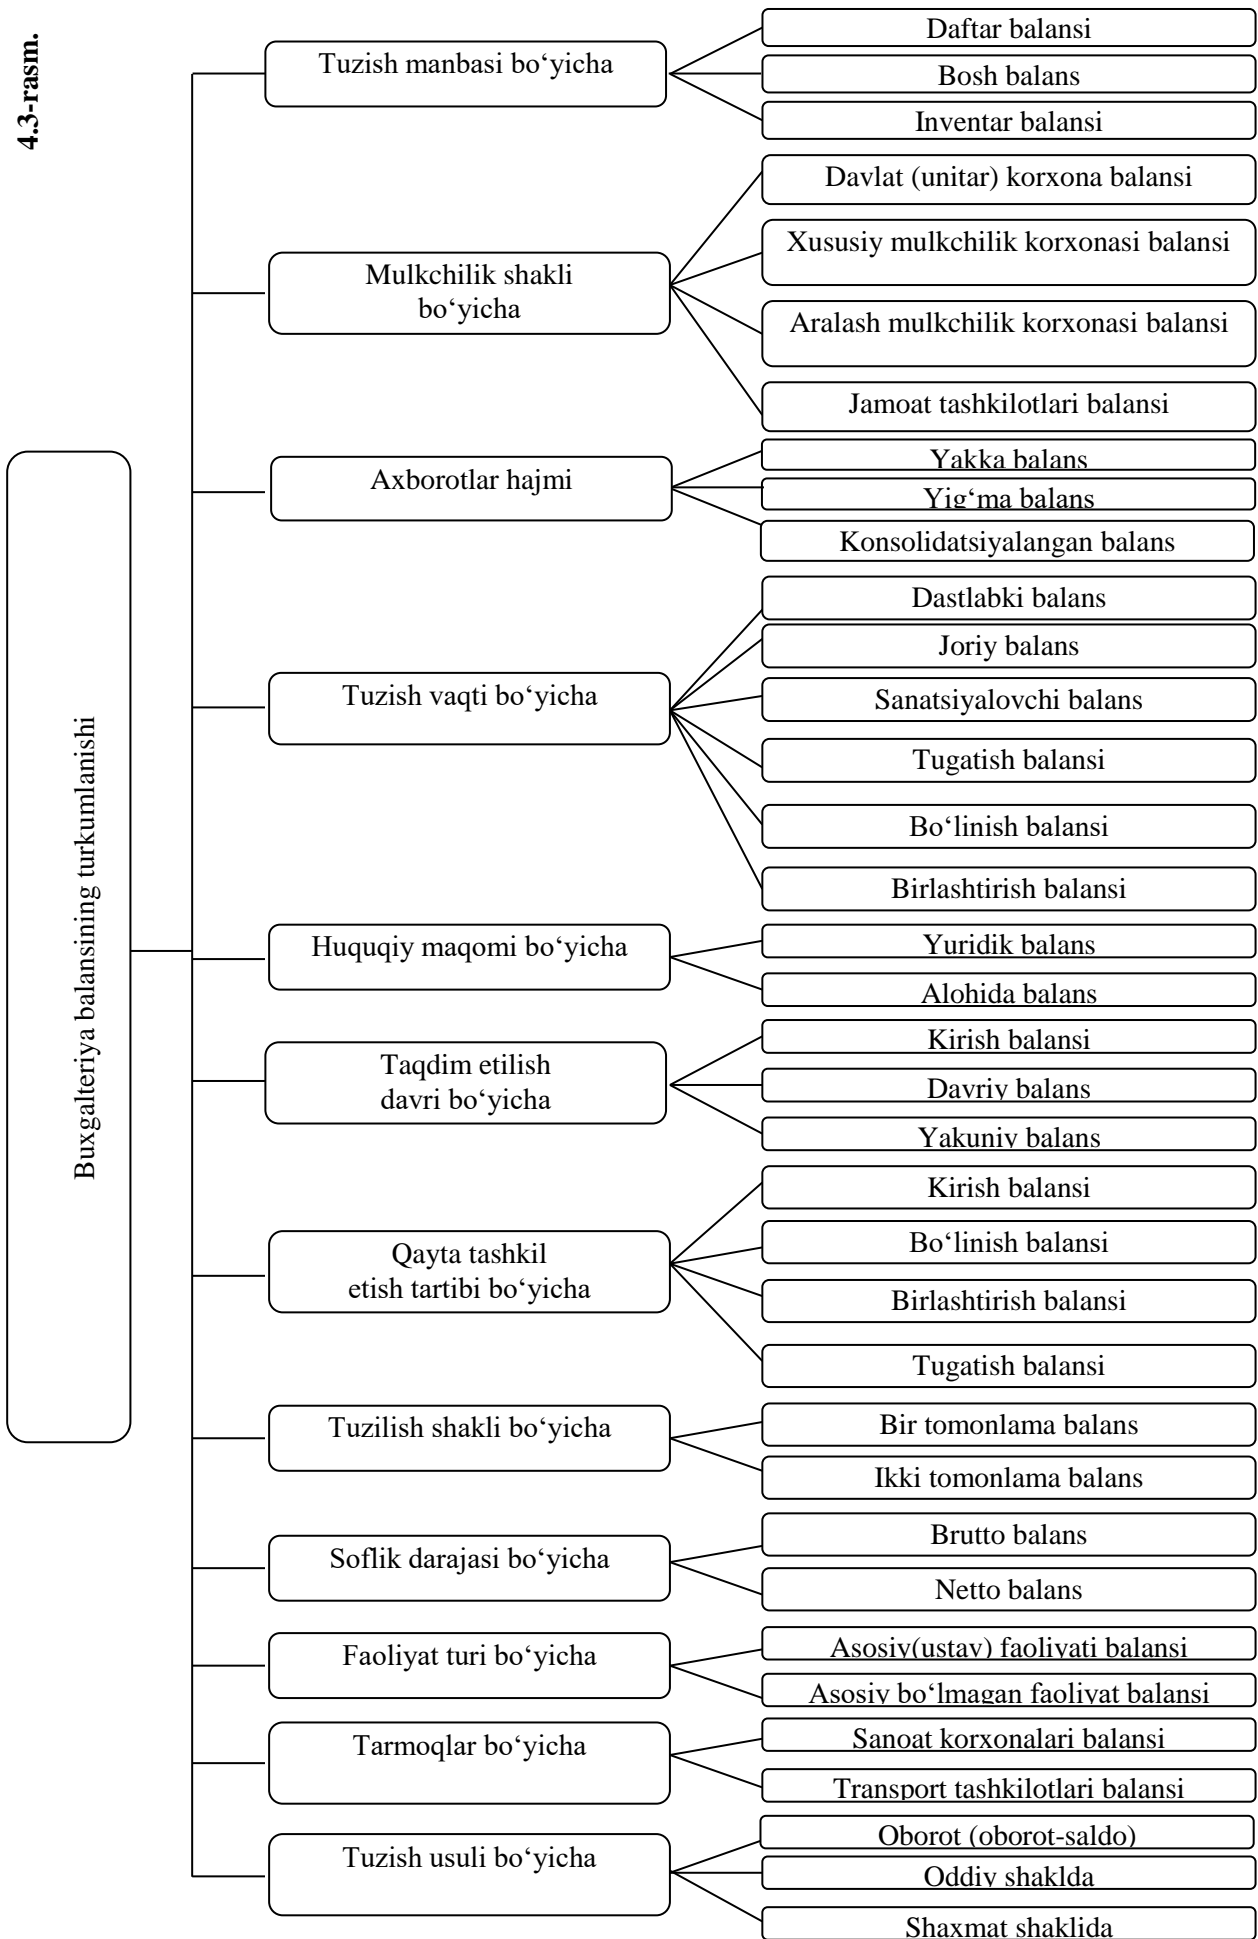 4.3-rasm.
Buxgalteriya balansining turkumlanishi
Tuzish manbasi bo‘yicha
Daftar balansi
Bosh balans
Inventar balansi
Mulkchilik shakli
bo‘yicha
Davlat (unitar) korxona balansi
Xususiy mulkchilik korxonasi balansi
Aralash mulkchilik korxonasi balansi
Jamoat tashkilotlari balansi
Axborotlar hajmi
Yakka balans
Yig‘ma balans
Konsolidatsiyalangan balans
Tuzish vaqti bo‘yicha
Dastlabki balans
Joriy balans
Sanatsiyalovchi balans
Tugatish balansi
Bo‘linish balansi
Birlashtirish balansi
Huquqiy maqomi bo‘yicha
Yuridik balans
Alohida balans
Taqdim etilish
davri bo‘yicha
Kirish balansi
Davriy balans
Yakuniy balans
Qayta tashkil
etish tartibi bo‘yicha
Kirish balansi
Bo‘linish balansi
Birlashtirish balansi
Tugatish balansi
Tuzilish shakli bo‘yicha
Bir tomonlama balans
Ikki tomonlama balans
Soflik darajasi bo‘yicha
Brutto balans
Netto balans
Faoliyat turi bo‘yicha
Asosiy(ustav) faoliyati balansi
Asosiy bo‘lmagan faoliyat balansi
Tarmoqlar bo‘yicha
Sanoat korxonalari balansi
Transport tashkilotlari balansi
Tuzish usuli bo‘yicha
Oborot (oborot-saldo)
Oddiy shaklda
Shaxmat shaklida